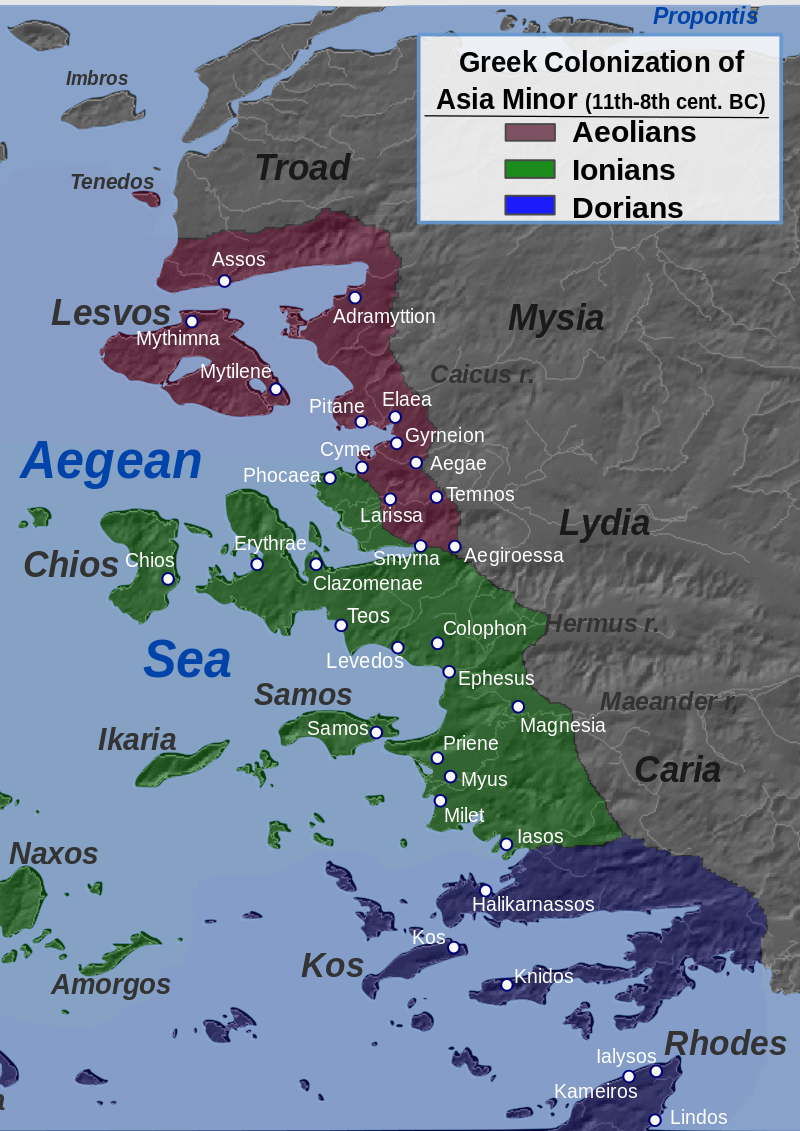 Propontis
Greek Colonization of
Asia Minor (11th-8th cent. BC)
Aeolians
Ionians
Dorians
Imbros
Troad
Tenedos
Assos
Lesvos
Adramyttion
Mysia
Mythimna
Mytilene
Caicus r.
Pitane
Elaea
Gyrneion
Cyme
Aegean
Aegae
Phocaea
Temnos
Larissa
Lydia
Erythrae
Smyrna
Aegiroessa
Chios
Chios
Clazomenae
Teos
Colophon
Hermus r.
Sea
Levedos
Ephesus
Samos
Maeander r,
Samos
Magnesia
Ikaria
Priene
Caria
Myus
Milet
Iasos
Naxos
Halikarnassos
Kos
Kos
Knidos
Amorgos
Rhodes
Ialysos
Kameiros
a
Lindos